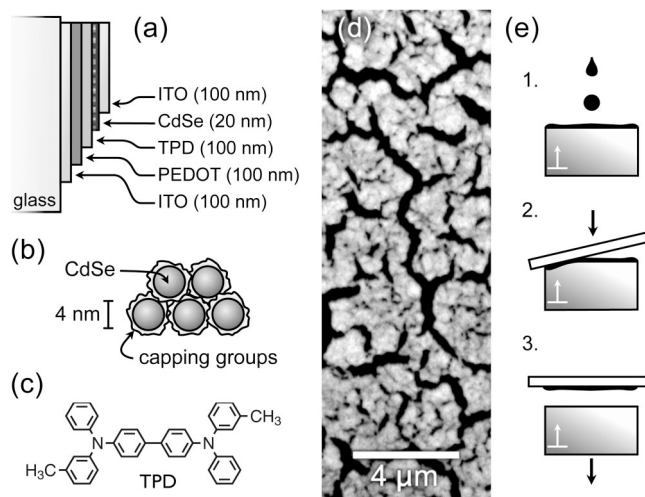 (a)
ITO (100 nm)
CdSe (20 nm)
TPD (100 nm)
PEDOT (100 nm)
ITO (100 nm)
glass
(b)
CdSe
4 nm
capping groups
(c)
N
CH₃
H₃C
N
TPD
(d)
4 µm
(e)
1.
2.
3.